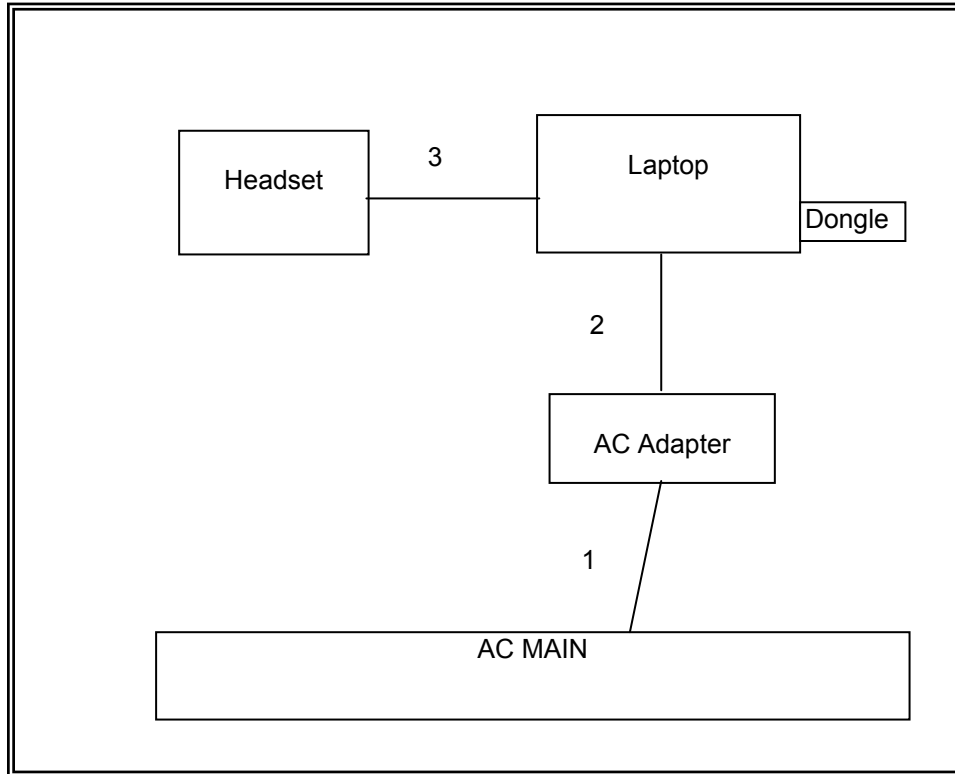 3
Headset
Laptop
Dongle
2
AC Adapter
1
AC MAIN